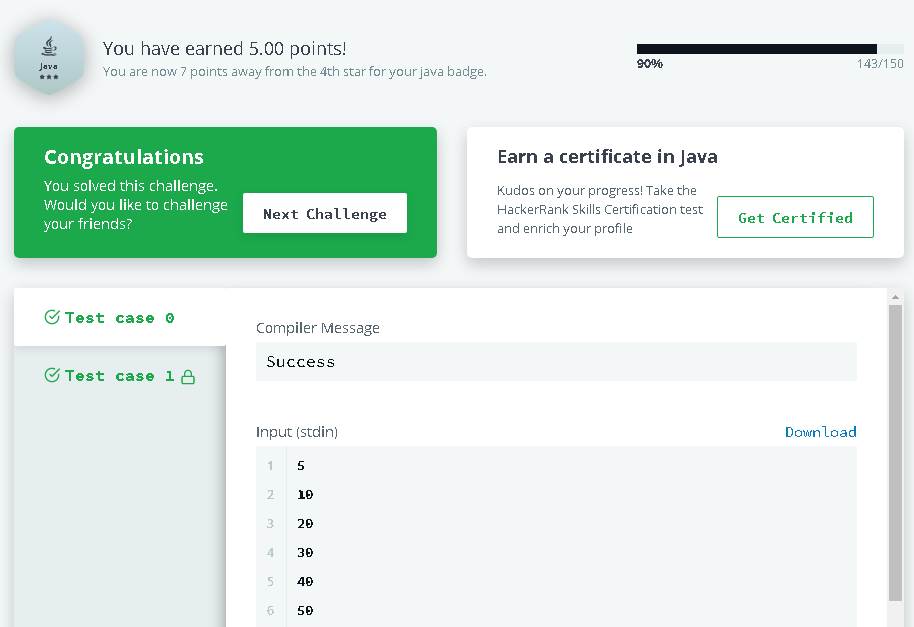 Java
You have earned 5.00 points!
You are now 7 points away from the 4th star for your java badge.
90%
143/150
Congratulations
You solved this challenge.
Would you like to challenge
your friends?
Next Challenge
Earn a certificate in Java
Kudos on your progress! Take the
HackerRank Skills Certification test
and enrich your profile
Get Certified
Test case 0
Test case 1
Compiler Message
Success
Input (stdin)
Download
1 5
2 10
3 20
4 30
5 40
6 50